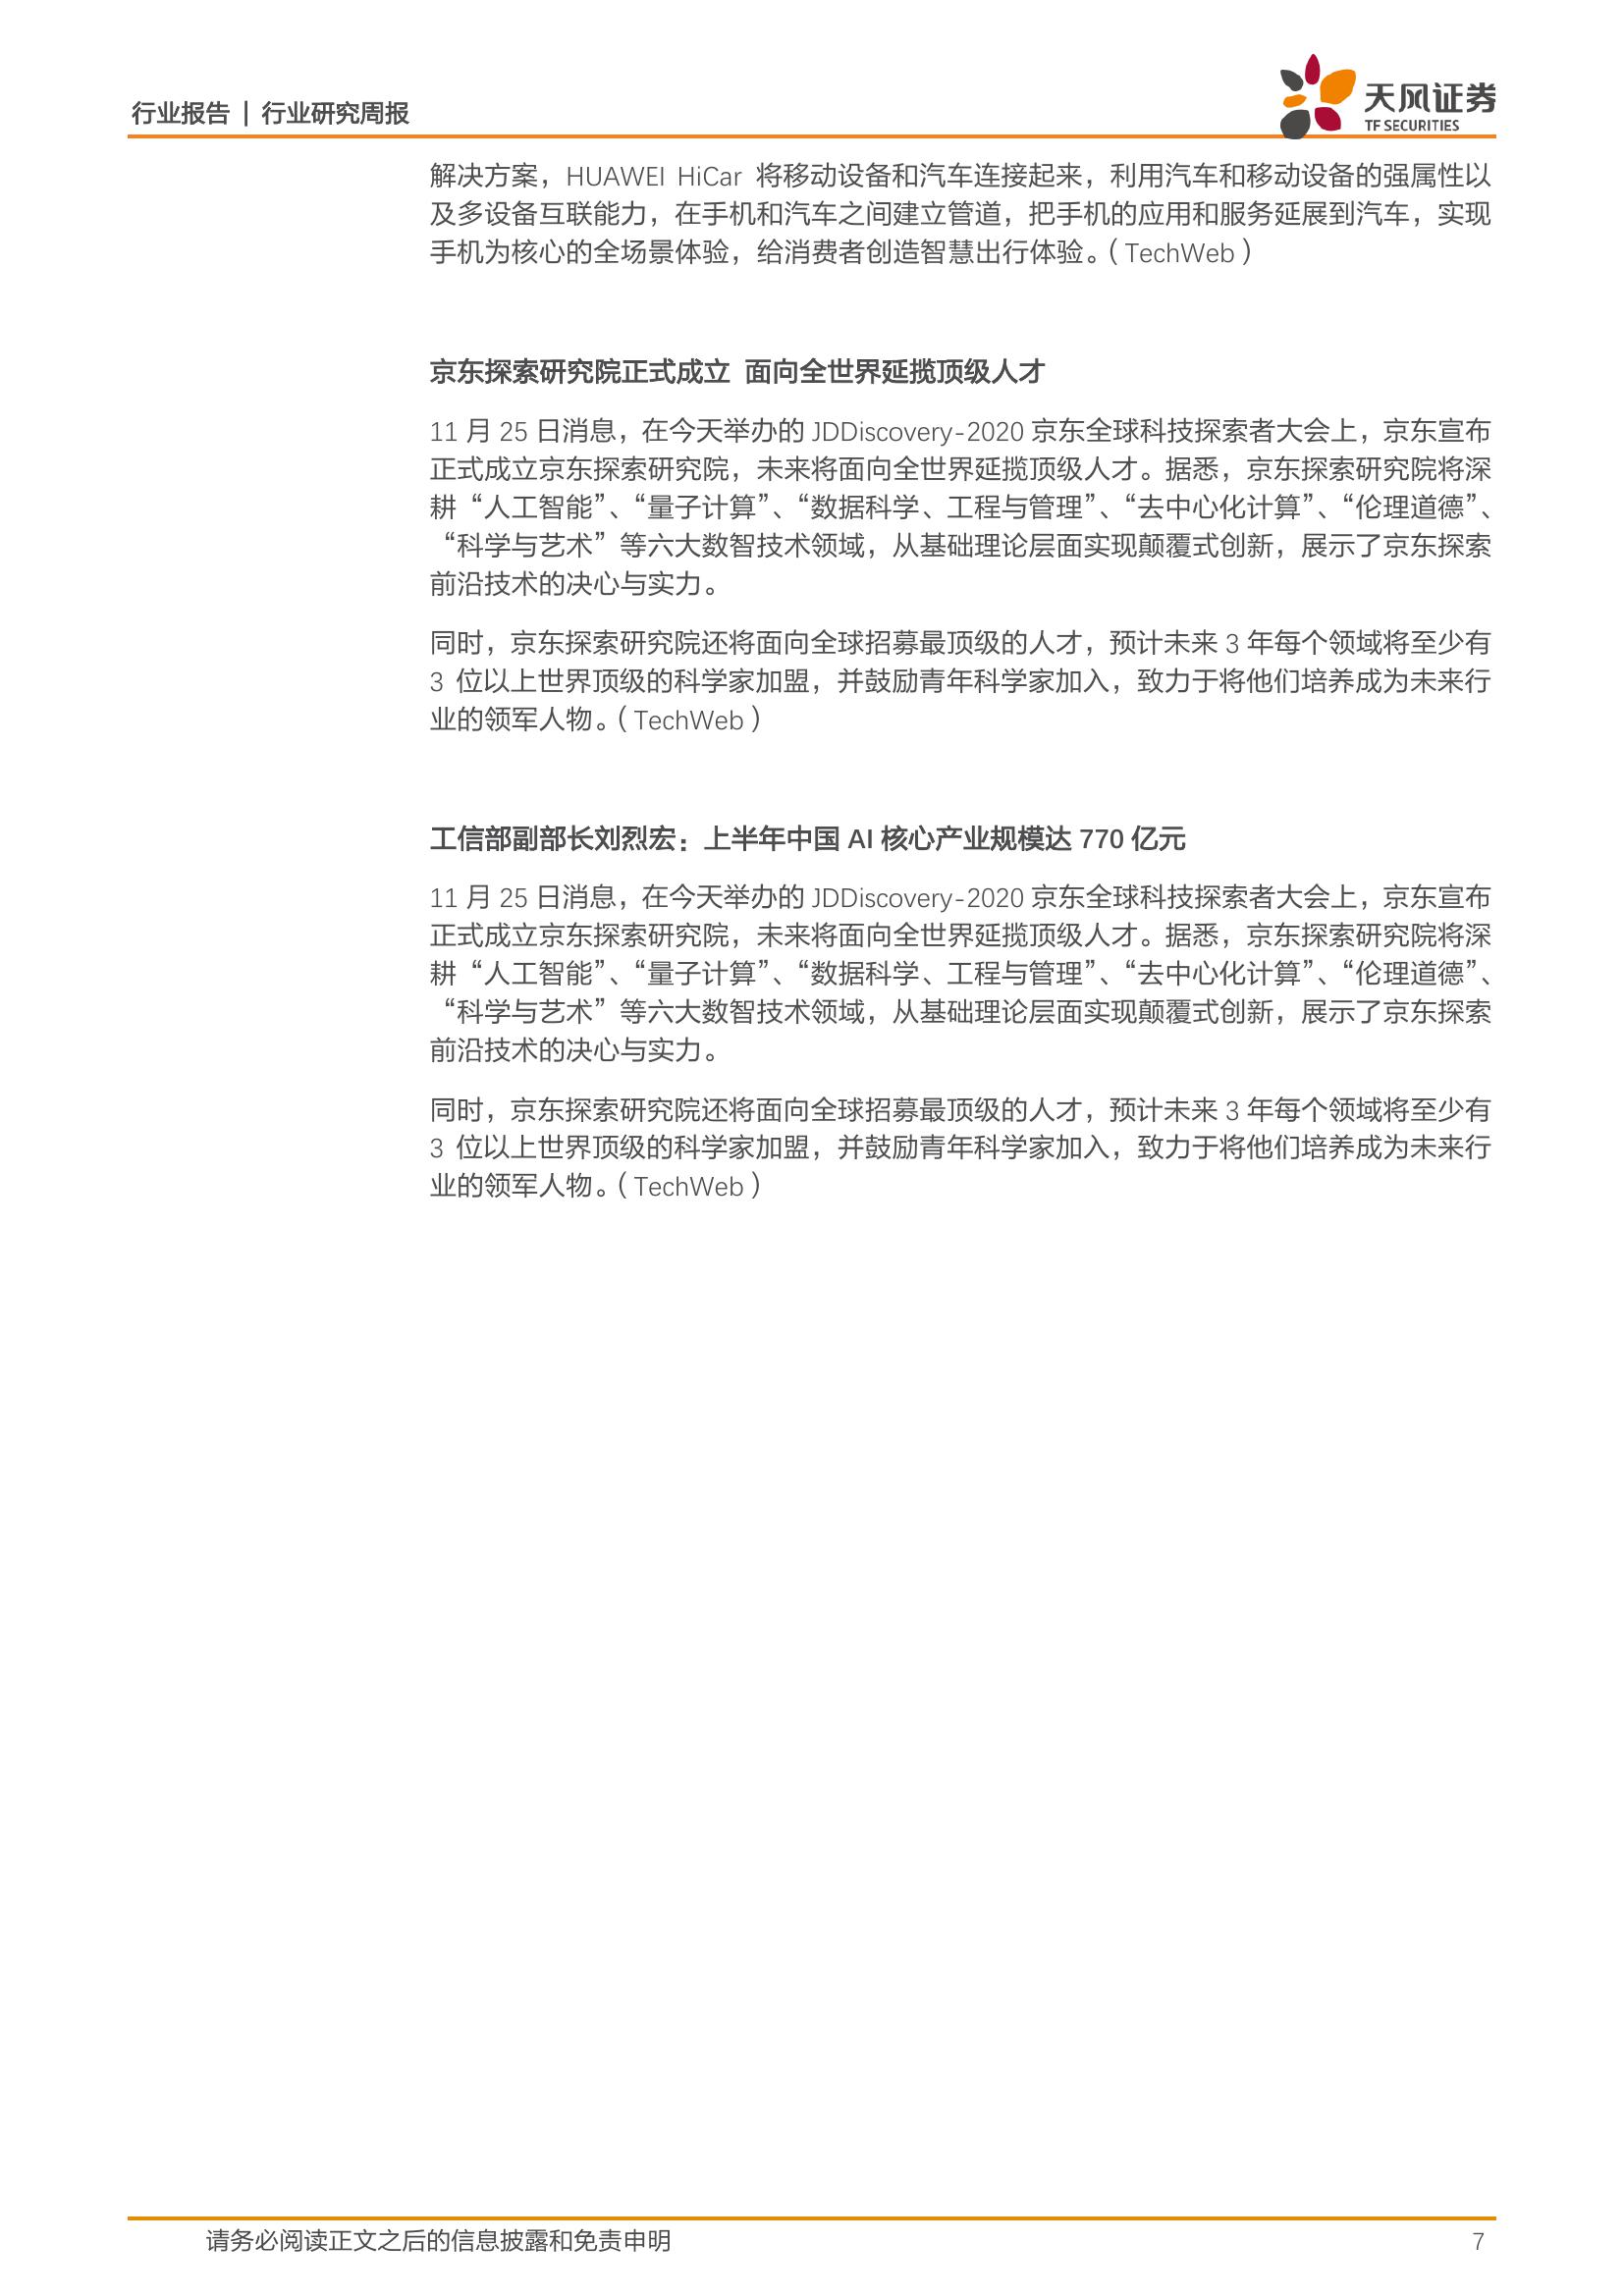 行业报告 | 行业研究周报
天风证券
TF SECURITIES
解决方案，HUAWEI HiCar 将移动设备和汽车连接起来，利用汽车和移动设备的强属性以
及多设备互联能力，在手机和汽车之间建立管道，把手机的应用和服务延展到汽车，实现
手机为核心的全场景体验，给消费者创造智慧出行体验。（TechWeb）
京东探索研究院正式成立 面向全世界延揽顶级人才
11 月 25 日消息，在今天举办的 JDDiscovery-2020 京东全球科技探索者大会上，京东宣布
正式成立京东探索研究院，未来将面向全世界延揽顶级人才。据悉，京东探索研究院将深
耕“人工智能”、“量子计算”、“数据科学、工程与管理”、“去中心化计算”、“伦理道德”、
“科学与艺术”等六大数智技术领域，从基础理论层面实现颠覆式创新，展示了京东探索
前沿技术的决心与实力。
同时，京东探索研究院还将面向全球招募最顶级的人才，预计未来 3 年每个领域将至少有
3 位以上世界顶级的科学家加盟，并鼓励青年科学家加入，致力于将他们培养成为未来行
业的领军人物。（TechWeb）
工信部副部长刘烈宏：上半年中国 AI 核心产业规模达 770 亿元
11 月 25 日消息，在今天举办的 JDDiscovery-2020 京东全球科技探索者大会上，京东宣布
正式成立京东探索研究院，未来将面向全世界延揽顶级人才。据悉，京东探索研究院将深
耕“人工智能”、“量子计算”、“数据科学、工程与管理”、“去中心化计算”、“伦理道德”、
“科学与艺术”等六大数智技术领域，从基础理论层面实现颠覆式创新，展示了京东探索
前沿技术的决心与实力。
同时，京东探索研究院还将面向全球招募最顶级的人才，预计未来 3 年每个领域将至少有
3 位以上世界顶级的科学家加盟，并鼓励青年科学家加入，致力于将他们培养成为未来行
业的领军人物。（TechWeb）
请务必阅读正文之后的信息披露和免责申明
7